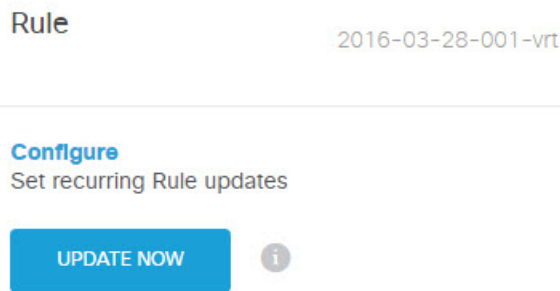 Rule
2016-03-28-001-vrt
Configure
Set recurring Rule updates
UPDATE NOW
i